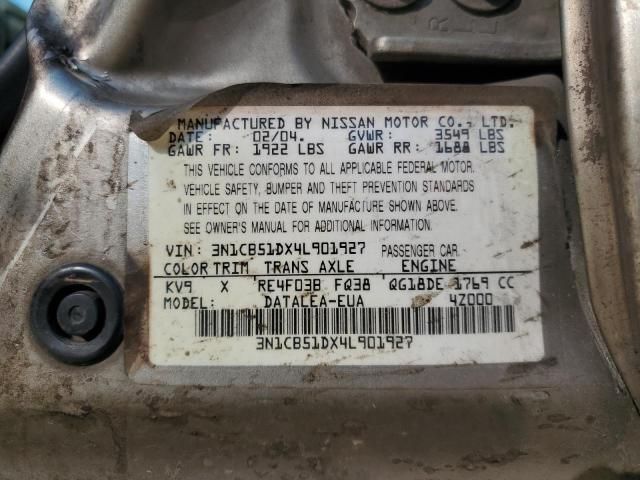 MANUFACTURED BY NISSAN MOTOR CO., LTD.
DATE: 02/04. GVWR: 3549 LBS
GAWR FR: 1922 LBS GAWR RR: 1688 LBS
THIS VEHICLE CONFORMS TO ALL APPLICABLE FEDERAL MOTOR
VEHICLE SAFETY, BUMPER AND THEFT PREVENTION STANDARDS
IN EFFECT ON THE DATE OF MANUFACTURE SHOWN ABOVE.
SEE OWNER'S MANUAL FOR ADDITIONAL INFORMATION.
VIN: 3N1CB51DX4L901927 PASSENGER CAR
COLOR TRIM TRANS AXLE ENGINE
KV9 X RE4F03B FQ38 QG18DE 1769 CC
MODEL: DATALEA-EUA 4Z000
3N1CB51DX4L901927